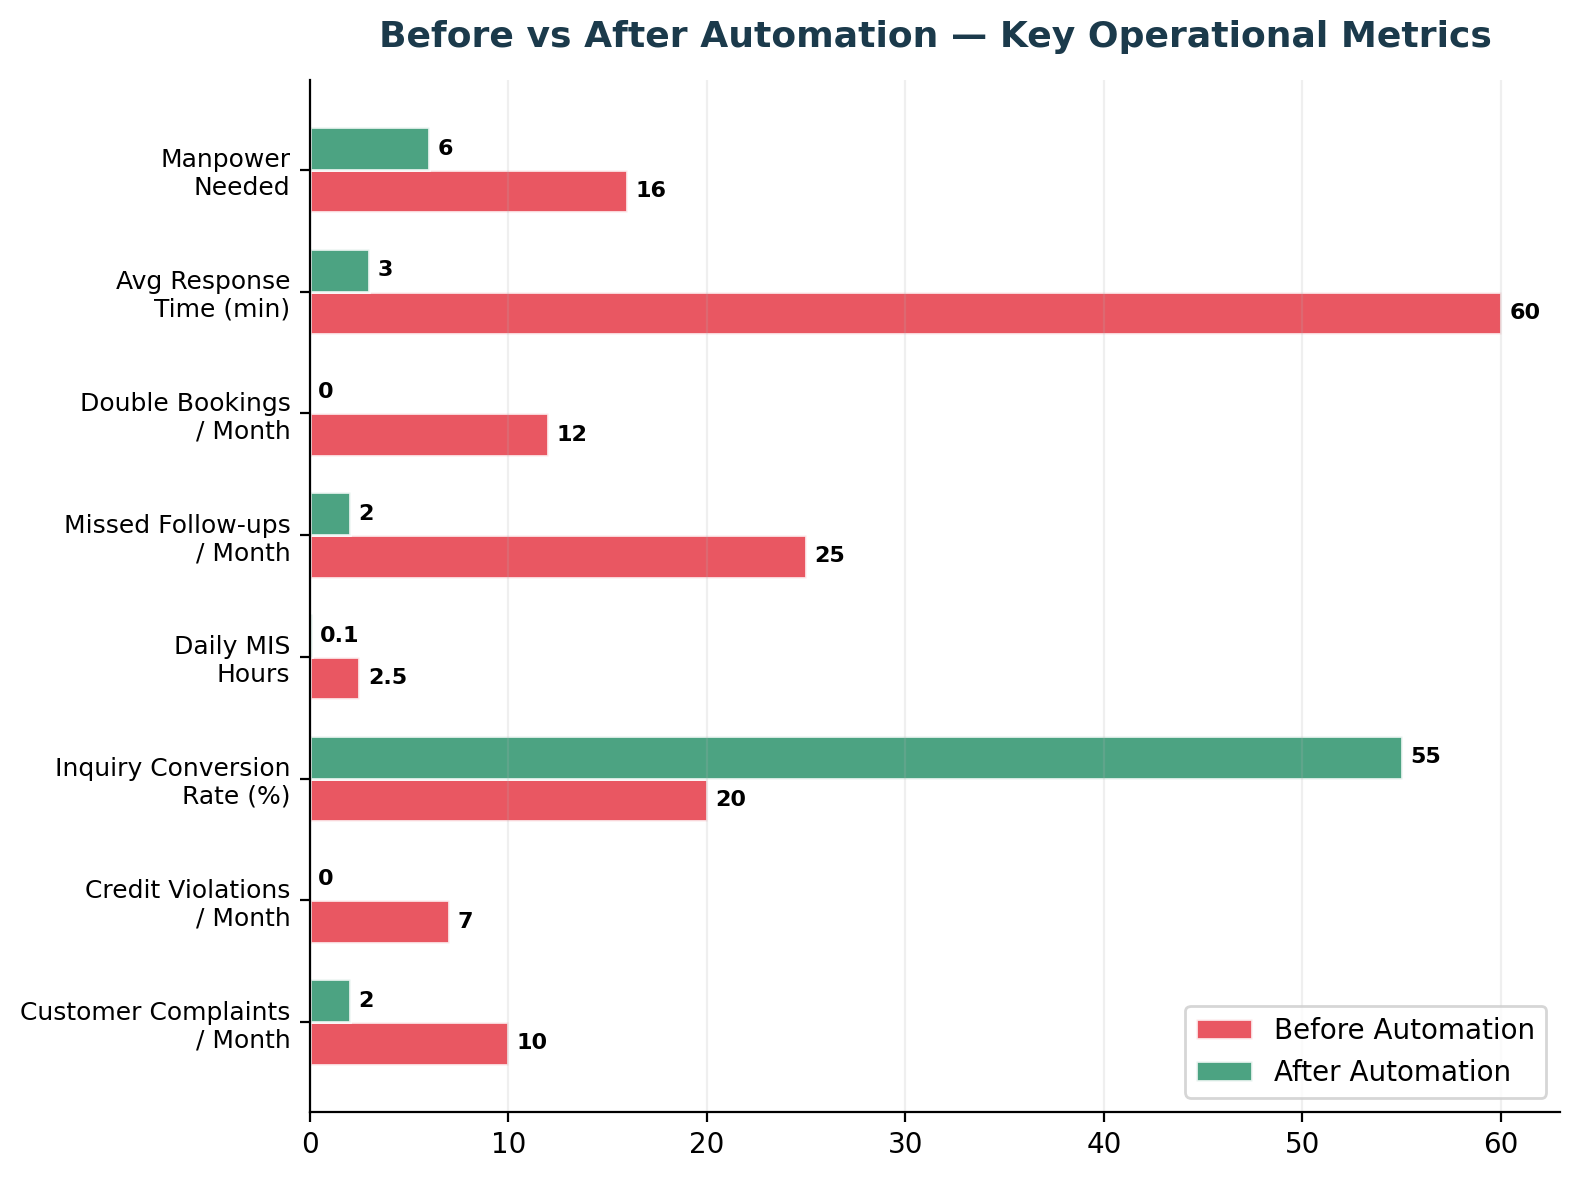 Before vs After Automation — Key Operational Metrics
Manpower
Needed
6
16
Avg Response
Time (min)
3
60
Double Bookings
/ Month
0
12
Missed Follow-ups
/ Month
2
25
Daily MIS
Hours
0.1
2.5
Inquiry Conversion
Rate (%)
55
20
Credit Violations
/ Month
0
7
Customer Complaints
/ Month
2
10
Before Automation
After Automation
0 10 20 30 40 50 60